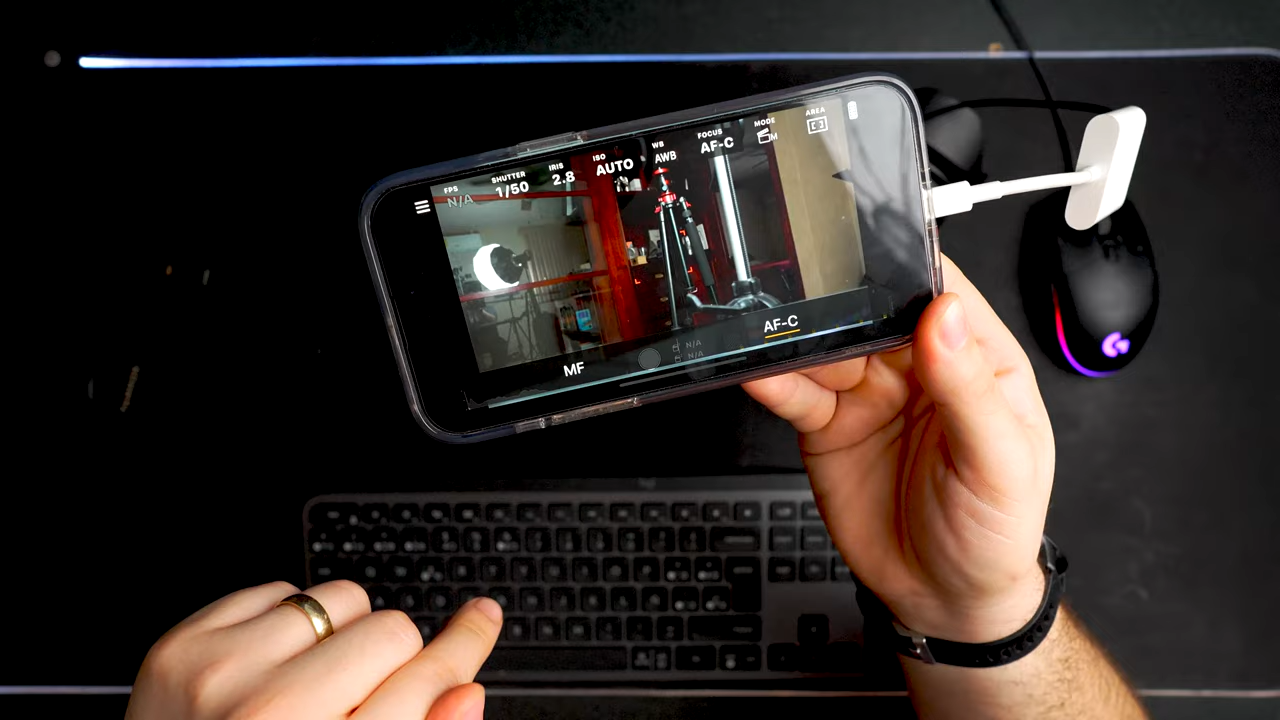 FPS
N/A
SHUTTER
1/50
IRIS
2.8
ISO
AUTO
WB
AWB
FOCUS
AF-C
MODE
M
AREA
MF
AF-C
N/A
N/A
G